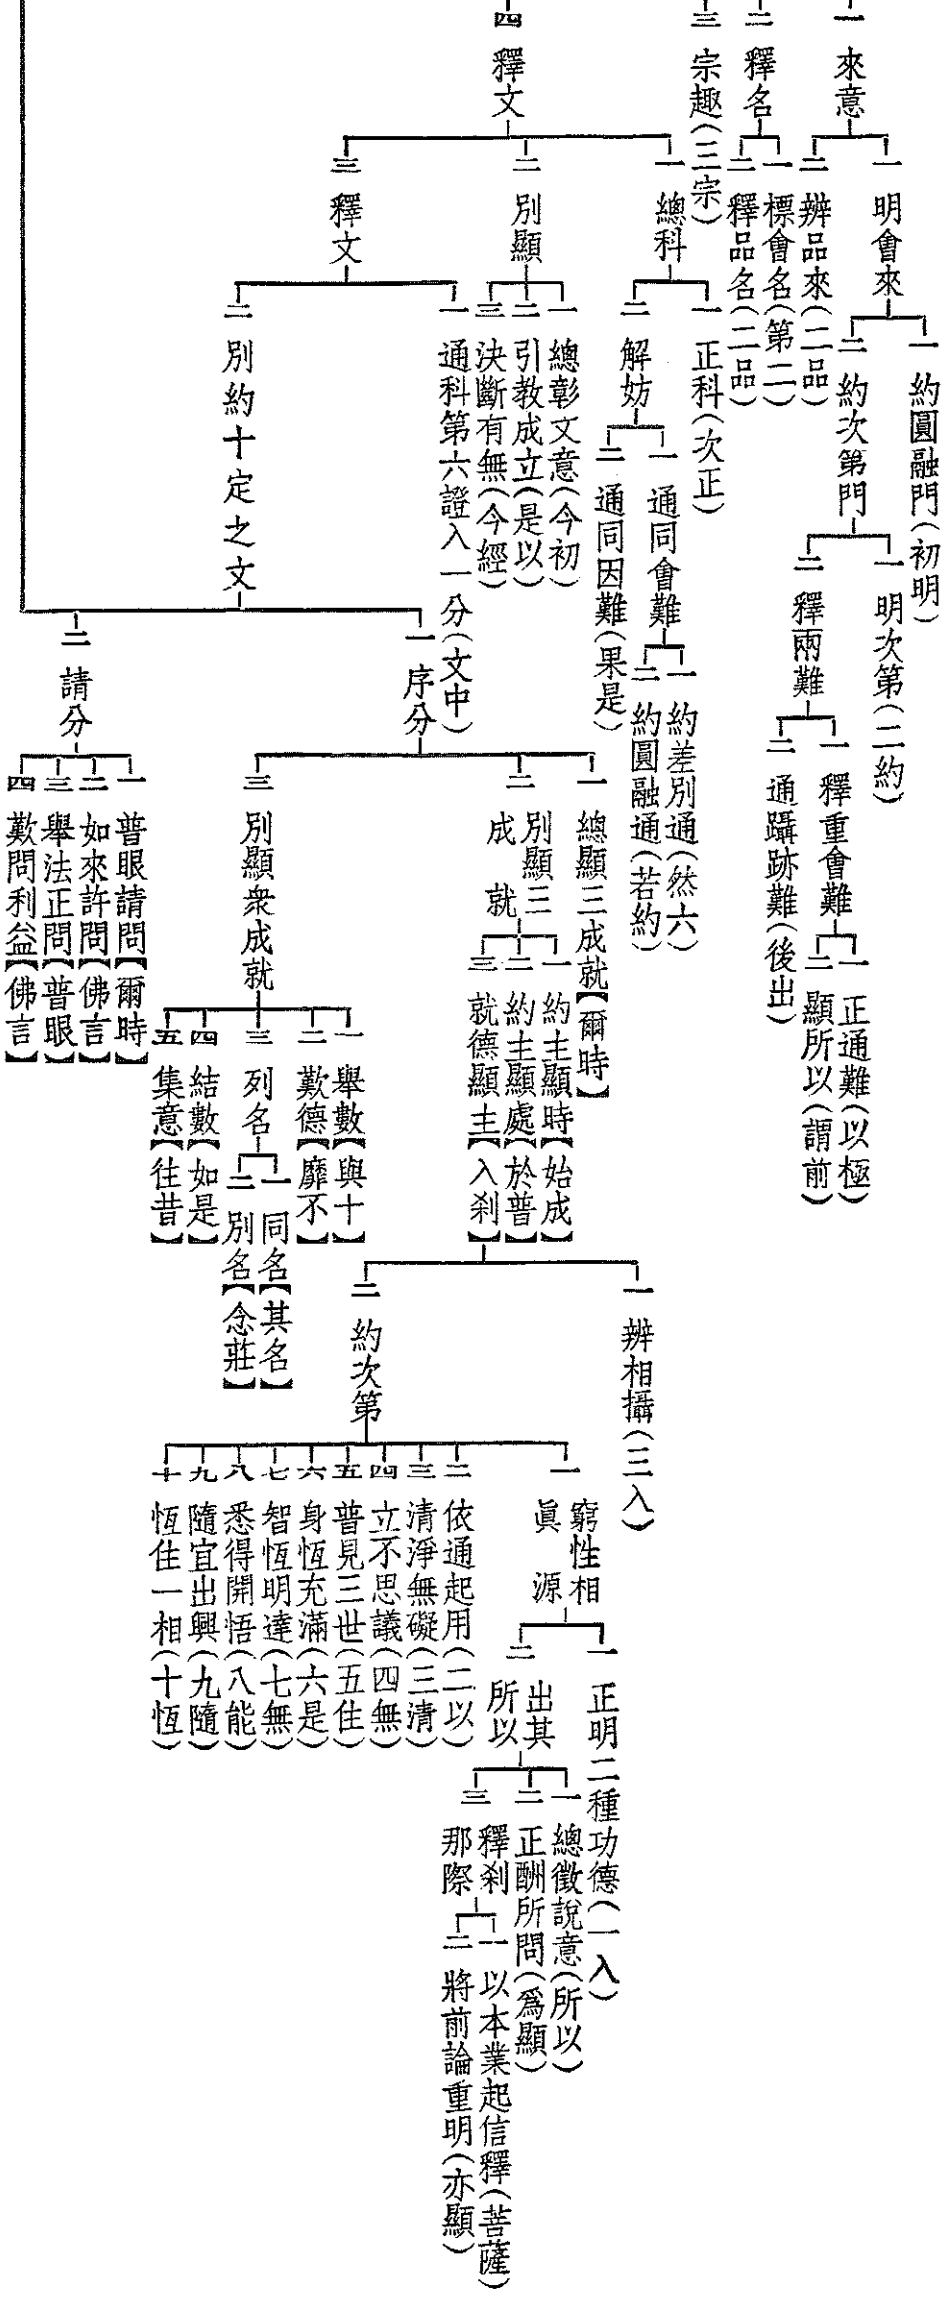 一 來意
一 明會來
一 約圓融門(初明)
二 約次第門
一 明次第(二約)
二 釋兩難
一 釋重會難
一 正通難(以極)
二 顯所以(謂前)
二 通躡跡難(後出)
二 辨品來(二品)
二 釋名
一 標會名(第二)
二 釋品名(二品)
三 宗趣(三宗)
四 釋文
一 總科
一 正科(次正)
二 解妨
一 通同會難
一 約差別通(然六)
二 約圓融通(若約)
二 通同因難(果是)
二 別顯
一 總彰文意(今初)
二 引教成立(是以)
三 決斷有無(今經)
三 釋文
一 通科第六證入一分(文中)
二 別約十定之文
一 序分
一 總顯三成就【爾時】
二 別顯三成就
一 約主顯時【始成】
二 約主顯處【於普】
三 就德顯主【入剎】
一 辨相攝(三入)
二 約次第
一 窮性相眞源
一 正明二種功德(一入)
二 出其所以
一 總徵說意(所以)
二 正酬所問(爲顯)
三 釋剎那際
一 以本業起信釋(菩薩)
二 將前論重明(亦顯)
二 依通起用(二以)
三 清淨無礙(三清)
四 立不思議(四無)
五 普見三世(五住)
六 身恆充滿(六是)
七 智恆明達(七無)
八 悉得開悟(八能)
九 隨宜出興(九隨)
十 恆住一相(十恆)
三 別顯衆成就
一 舉數【與十】
二 歎德【靡不】
三 列名
一 同名【其名】
二 別名【念莊】
四 結數【如是】
五 集意【往昔】
二 請分
一 普眼請問【爾時】
二 如來許問【佛言】
三 舉法正問【普眼】
四 歎問利益【佛言】